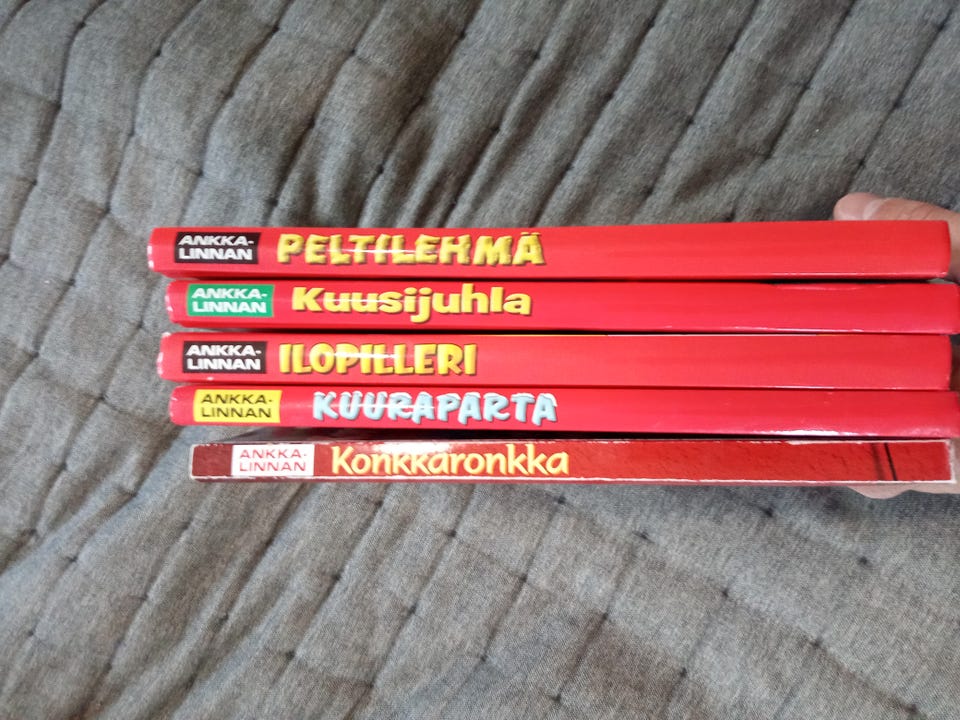 ANKKA-
LINNAN
PELTILEHMÄ
ANKKA-
LINNAN
Kuusijuhla
ANKKA-
LINNAN
ILOPILLERI
ANKKA-
LINNAN
KUURAPARTA
ANKKA-
LINNAN
Konkkaronkka